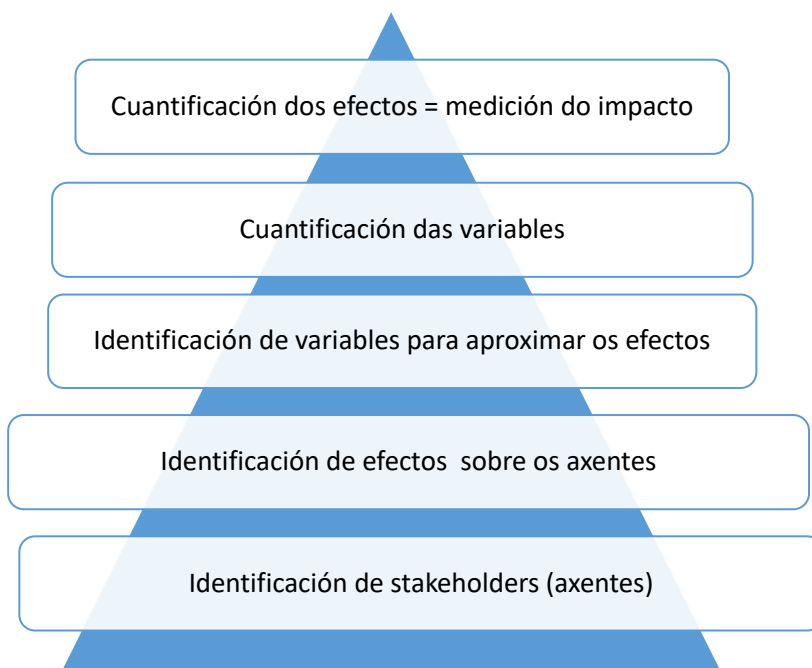 Cuantificación dos efectos = medición do impacto
Cuantificación das variables
Identificación de variables para aproximar os efectos
Identificación de efectos sobre os axentes
Identificación de stakeholders (axentes)